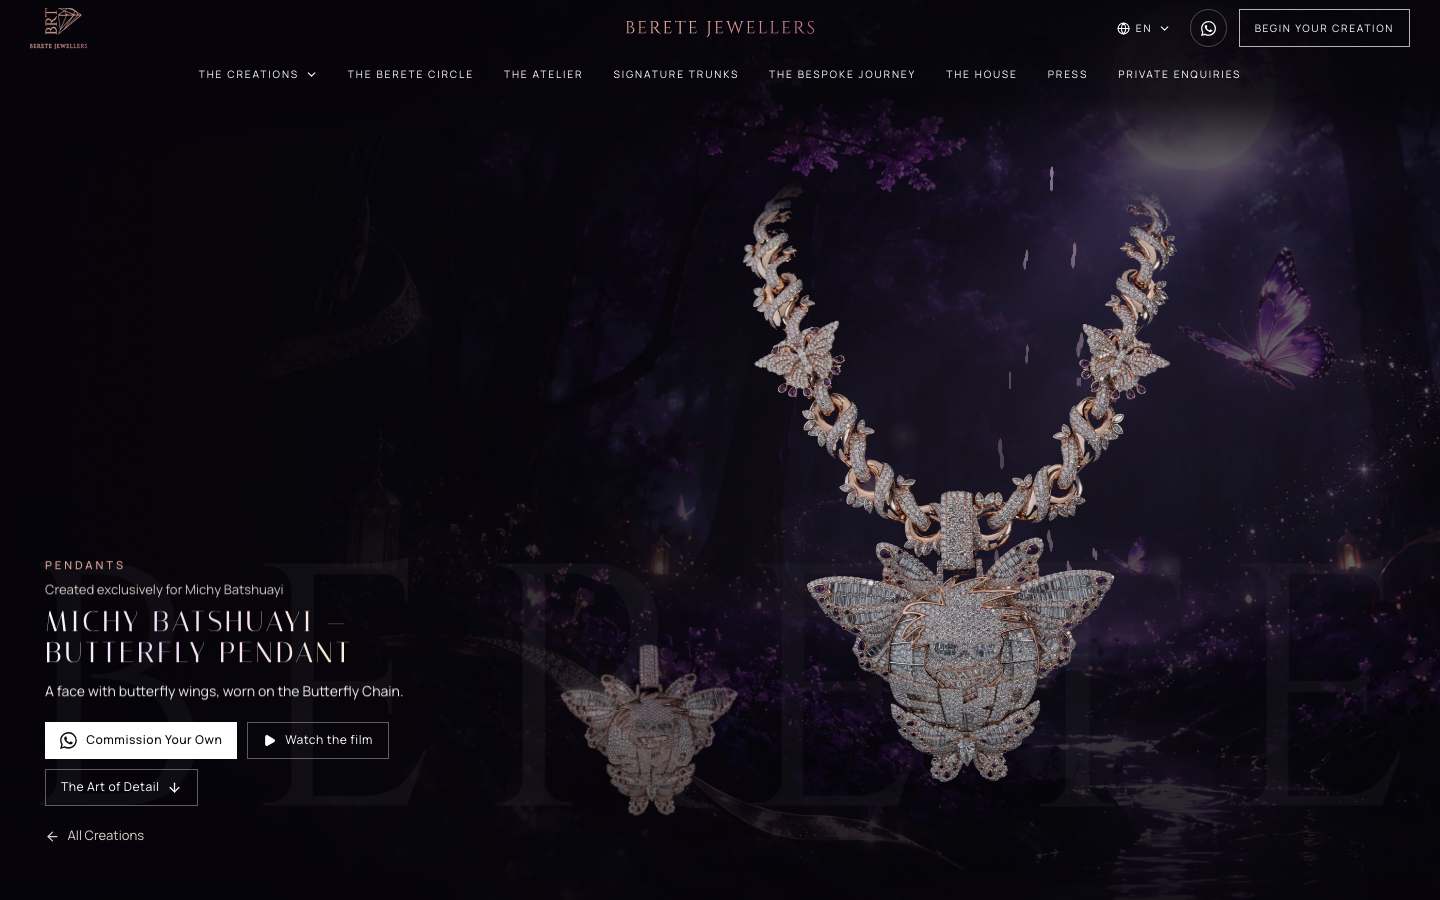 BRT
BERETE JEWELLERS
BERETE JEWELLERS
EN
BEGIN YOUR CREATION
THE CREATIONS
THE BERETE CIRCLE
THE ATELIER
SIGNATURE TRUNKS
THE BESPOKE JOURNEY
THE HOUSE
PRESS
PRIVATE ENQUIRIES
PENDANTS
Created exclusively for Michy Batshuayi
MICHY BATSHUAYI –
BUTTERFLY PENDANT
A face with butterfly wings, worn on the Butterfly Chain.
Commission Your Own
Watch the film
The Art of Detail
All Creations
BERETE